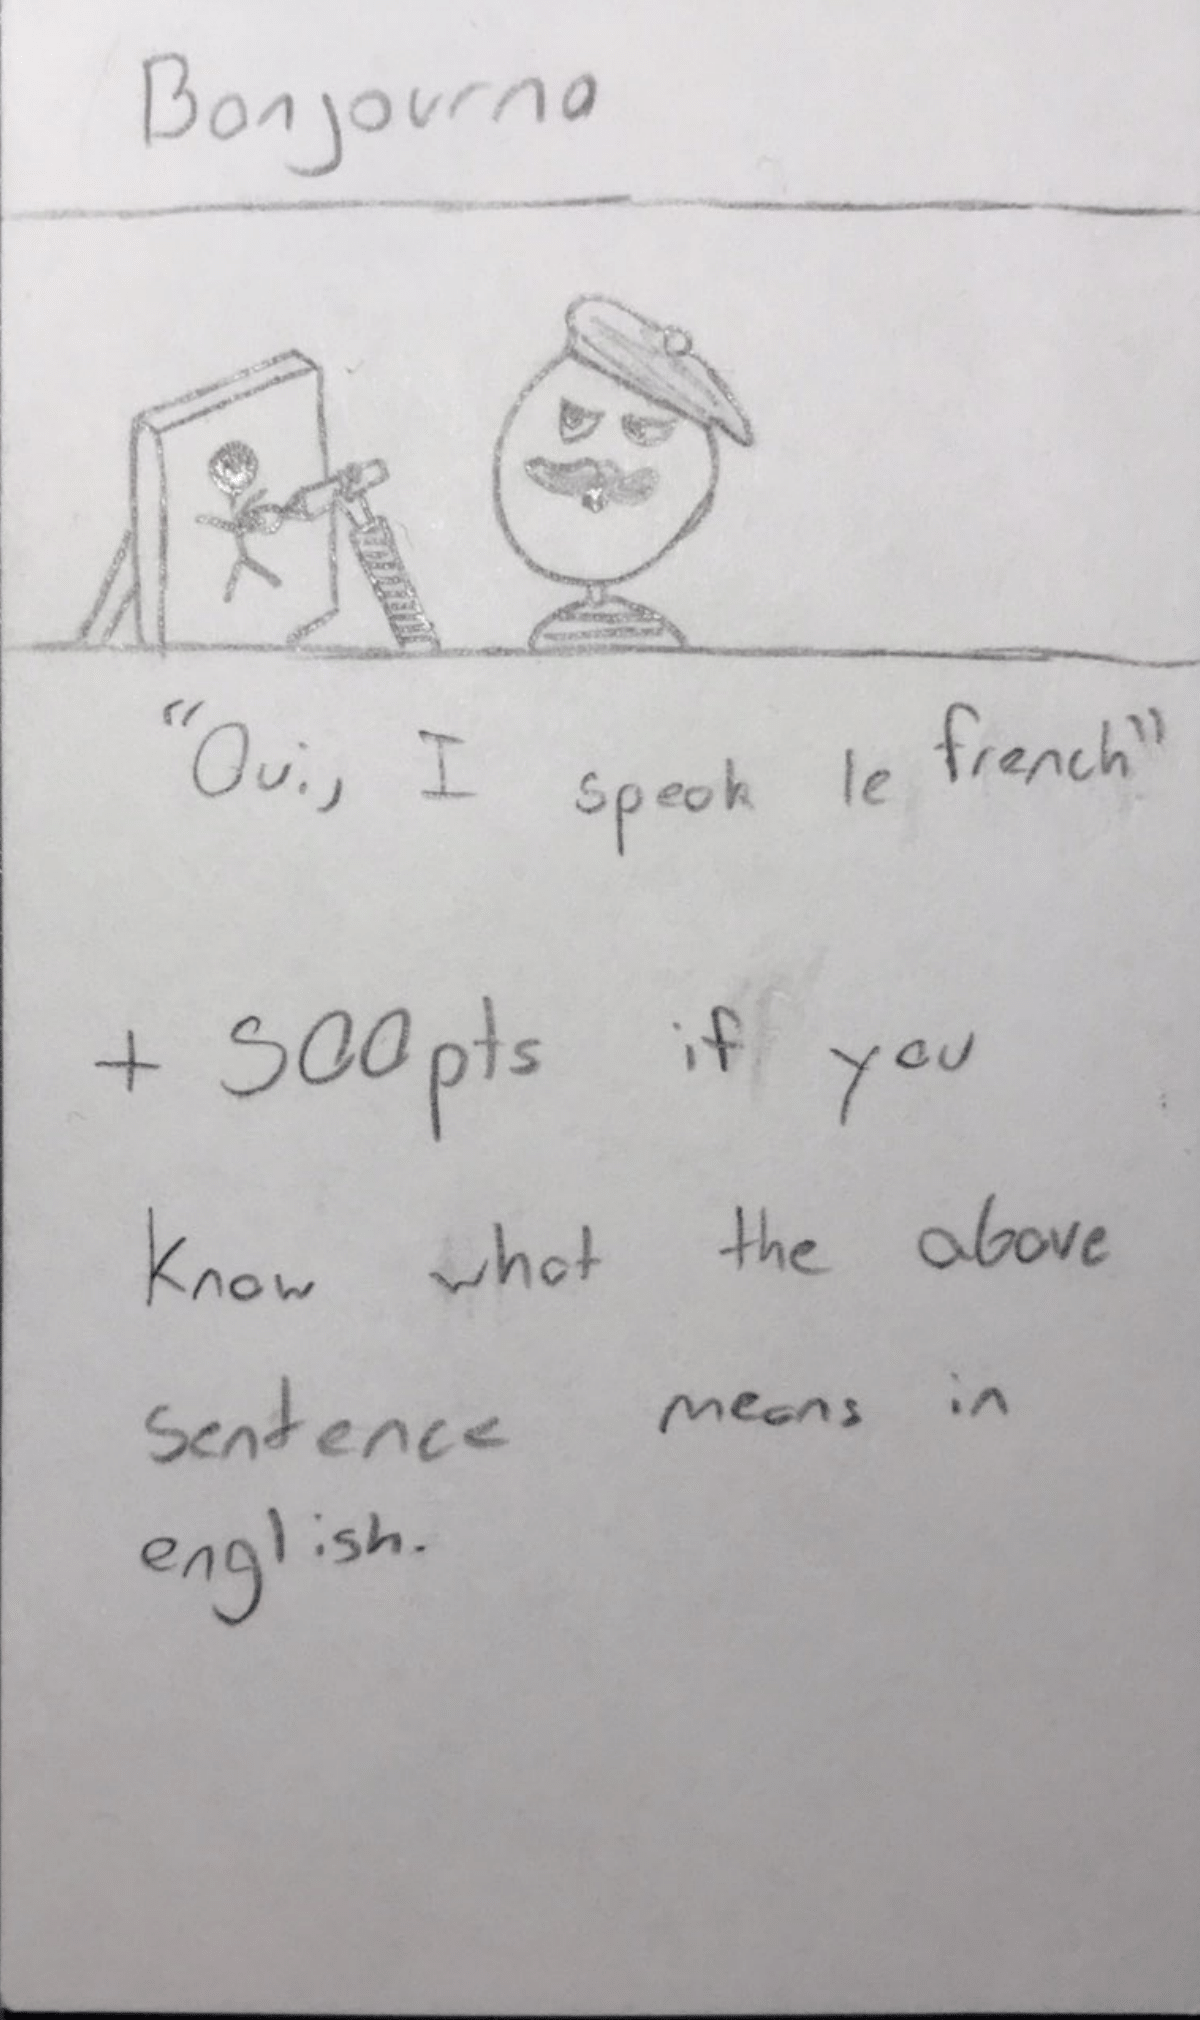 Bonjourno
"Oui, I speak le french"
+ 500pts if you
know what the above
sentence means in
english.